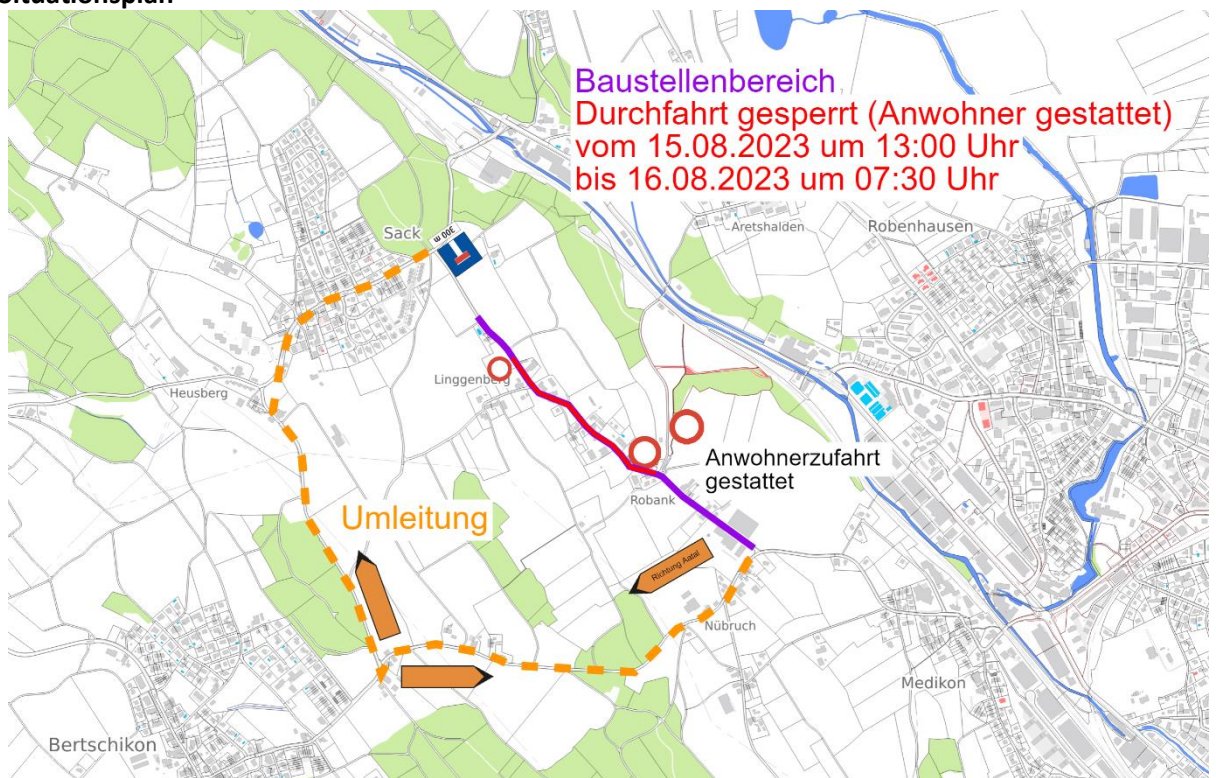 Situationsplan
Baustellenbereich
Durchfahrt gesperrt (Anwohner gestattet)
vom 15.08.2023 um 13:00 Uhr
bis 16.08.2023 um 07:30 Uhr
Aretshalden
Robenhausen
Sack
300 m
Linggenberg
Heusberg
Anwohnerzufahrt
gestattet
Robank
Umleitung
Richtung Aatal
Nübruch
Medikon
Bertschikon